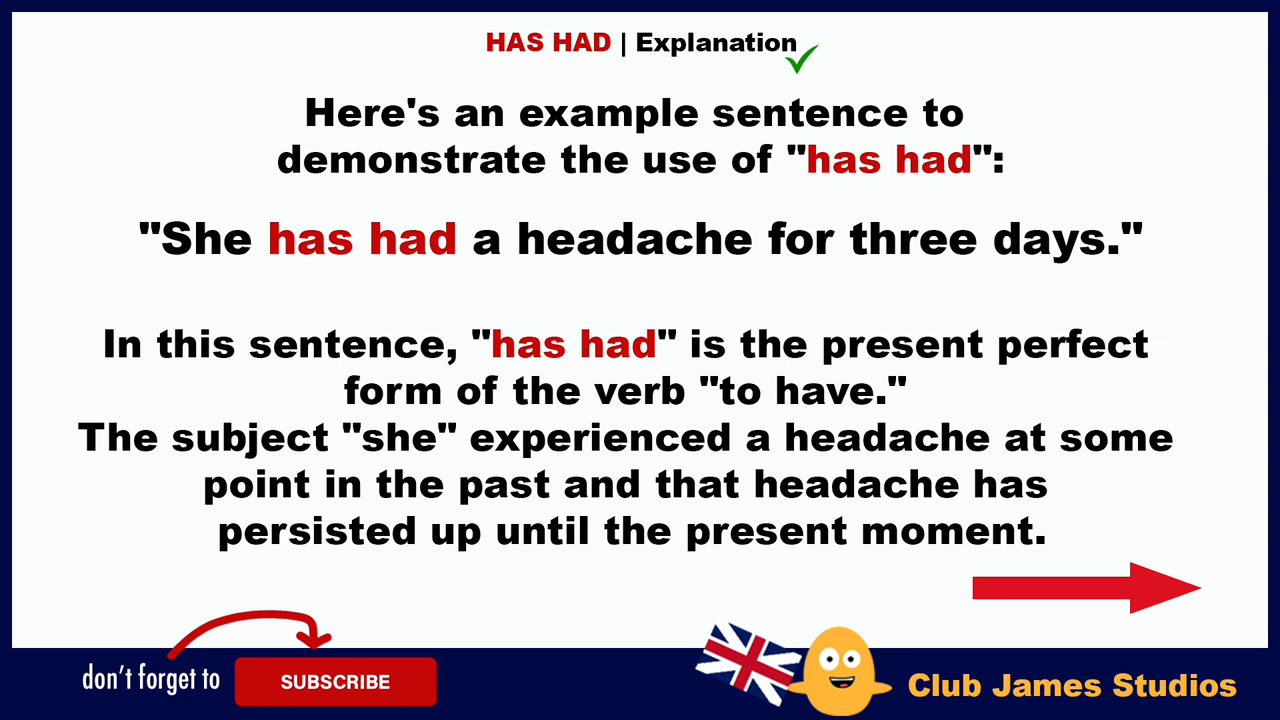 HAS HAD | Explanation
Here's an example sentence to
demonstrate the use of "has had":
"She has had a headache for three days."
In this sentence, "has had" is the present perfect
form of the verb "to have."
The subject "she" experienced a headache at some
point in the past and that headache has
persisted up until the present moment.
don't forget to
SUBSCRIBE
Club James Studios